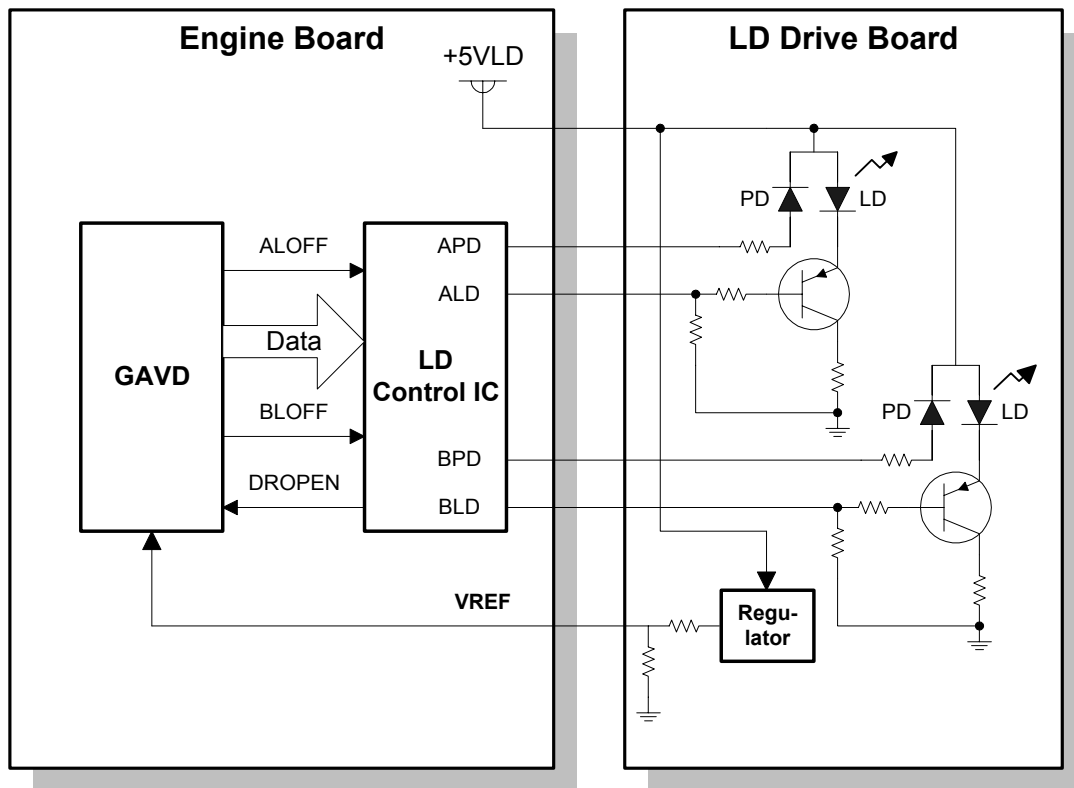 Engine Board
+5VLD
GAVD
ALOFF
Data
BLOFF
DROPEN
LD
Control IC
APD
ALD
BPD
BLD
VREF
LD Drive Board
PD
LD
PD
LD
Regu-
lator